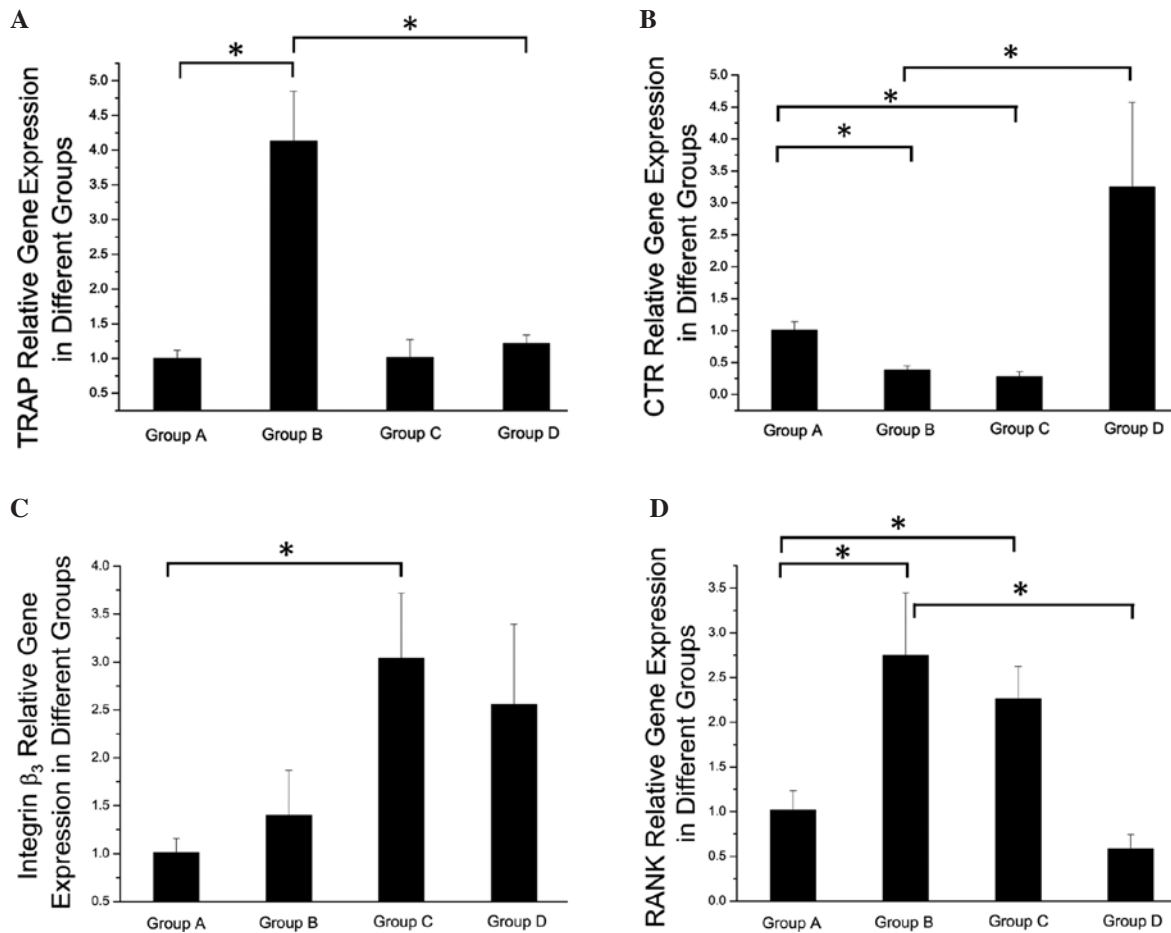 A
TRAP Relative Gene Expression
in Different Groups
*
*
5.0
4.5
4.0
3.5
3.0
2.5
2.0
1.5
1.0
0.5
Group A Group B Group C Group D
B
CTR Relative Gene Expression
in Different Groups
*
*
*
5.0
4.5
4.0
3.5
3.0
2.5
2.0
1.5
1.0
0.5
0.0
Group A Group B Group C Group D
C
Integrin β₃ Relative Gene
Expression in Different Groups
*
4.0
3.5
3.0
2.5
2.0
1.5
1.0
0.5
Group A Group B Group C Group D
D
RANK Relative Gene Expression
in Different Groups
*
*
*
3.5
3.0
2.5
2.0
1.5
1.0
0.5
0.0
Group A Group B Group C Group D